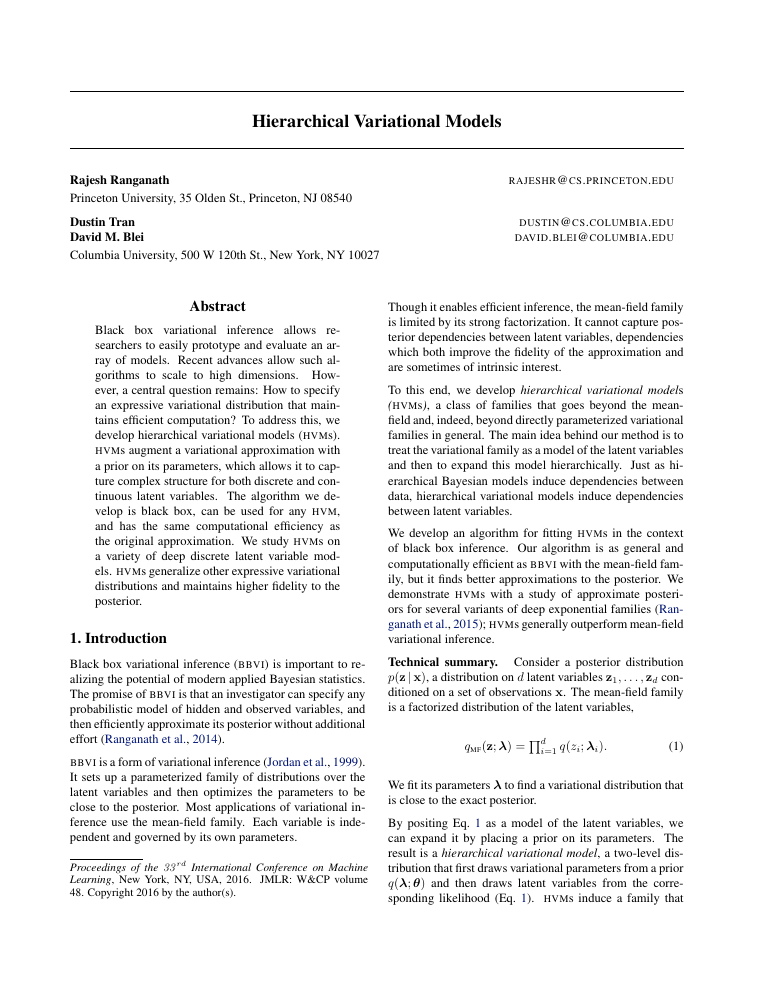 Hierarchical Variational Models
Rajesh Ranganath RAJESHR@CS.PRINCETON.EDU
Princeton University, 35 Olden St., Princeton, NJ 08540
Dustin Tran DUSTIN@CS.COLUMBIA.EDU
David M. Blei DAVID.BLEI@COLUMBIA.EDU
Columbia University, 500 W 120th St., New York, NY 10027
Abstract
Black box variational inference allows re-
searchers to easily prototype and evaluate an ar-
ray of models. Recent advances allow such al-
gorithms to scale to high dimensions. How-
ever, a central question remains: How to specify
an expressive variational distribution that main-
tains efficient computation? To address this, we
develop hierarchical variational models (HVMs).
HVMs augment a variational approximation with
a prior on its parameters, which allows it to cap-
ture complex structure for both discrete and con-
tinuous latent variables. The algorithm we de-
velop is black box, can be used for any HVM,
and has the same computational efficiency as
the original approximation. We study HVMs on
a variety of deep discrete latent variable mod-
els. HVMs generalize other expressive variational
distributions and maintains higher fidelity to the
posterior.
1. Introduction
Black box variational inference (BBVI) is important to re-
alizing the potential of modern applied Bayesian statistics.
The promise of BBVI is that an investigator can specify any
probabilistic model of hidden and observed variables, and
then efficiently approximate its posterior without additional
effort (Ranganath et al., 2014).
BBVI is a form of variational inference (Jordan et al., 1999).
It sets up a parameterized family of distributions over the
latent variables and then optimizes the parameters to be
close to the posterior. Most applications of variational in-
ference use the mean-field family. Each variable is inde-
pendent and governed by its own parameters.
Proceedings of the 33rd International Conference on Machine
Learning, New York, NY, USA, 2016. JMLR: W&CP volume
48. Copyright 2016 by the author(s).
Though it enables efficient inference, the mean-field family
is limited by its strong factorization. It cannot capture pos-
terior dependencies between latent variables, dependencies
which both improve the fidelity of the approximation and
are sometimes of intrinsic interest.
To this end, we develop hierarchical variational models
(HVMs), a class of families that goes beyond the mean-
field and, indeed, beyond directly parameterized variational
families in general. The main idea behind our method is to
treat the variational family as a model of the latent variables
and then to expand this model hierarchically. Just as hi-
erarchical Bayesian models induce dependencies between
data, hierarchical variational models induce dependencies
between latent variables.
We develop an algorithm for fitting HVMs in the context
of black box inference. Our algorithm is as general and
computationally efficient as BBVI with the mean-field fam-
ily, but it finds better approximations to the posterior. We
demonstrate HVMs with a study of approximate posteri-
ors for several variants of deep exponential families (Ran-
ganath et al., 2015); HVMs generally outperform mean-field
variational inference.
Technical summary. Consider a posterior distribution
p(z | x), a distribution on d latent variables z1, . . . , zd con-
ditioned on a set of observations x. The mean-field family
is a factorized distribution of the latent variables,
qMF(z; λ) = ∏ᵈᵢ₌₁ q(zᵢ; λᵢ). (1)
We fit its parameters λ to find a variational distribution that
is close to the exact posterior.
By positing Eq. 1 as a model of the latent variables, we
can expand it by placing a prior on its parameters. The
result is a hierarchical variational model, a two-level dis-
tribution that first draws variational parameters from a prior
q(λ; θ) and then draws latent variables from the corre-
sponding likelihood (Eq. 1). HVMs induce a family that